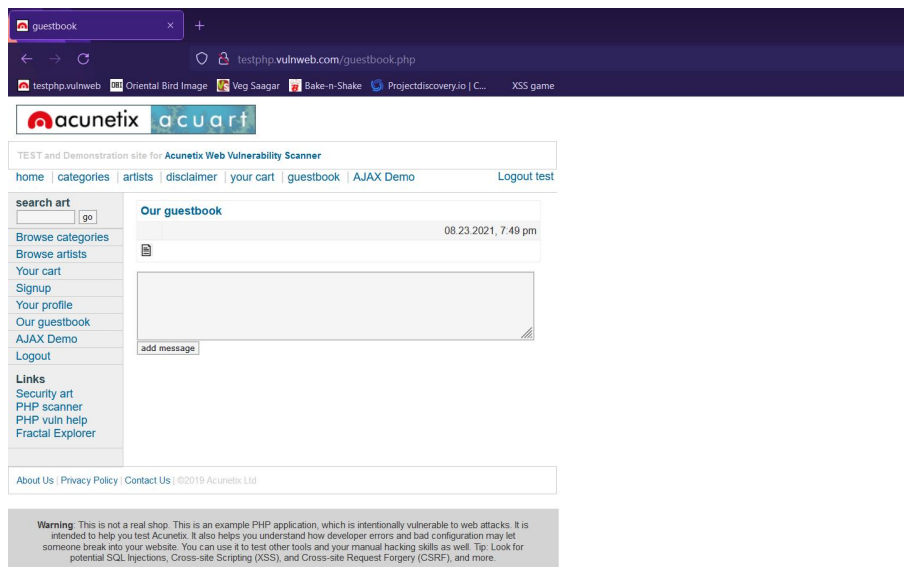 guestbook
testphp.vulnweb.com/guestbook.php
testphp.vulnweb OBI Oriental Bird Image Veg Saagar Bake-n-Shake Projectdiscovery.io | C... XSS game
acunetix acuart
TEST and Demonstration site for Acunetix Web Vulnerability Scanner
home | categories | artists | disclaimer | your cart | guestbook | AJAX Demo Logout test
search art
go
Browse categories
Browse artists
Your cart
Signup
Your profile
Our guestbook
AJAX Demo
Logout
Links
Security art
PHP scanner
PHP vuln help
Fractal Explorer
Our guestbook
08.23.2021, 7:49 pm
add message
About Us | Privacy Policy | Contact Us | ©2019 Acunetix Ltd
Warning: This is not a real shop. This is an example PHP application, which is intentionally vulnerable to web attacks. It is
intended to help you test Acunetix. It also helps you understand how developer errors and bad configuration may let
someone break into your website. You can use it to test other tools and your manual hacking skills as well. Tip: Look for
potential SQL Injections, Cross-site Scripting (XSS), and Cross-site Request Forgery (CSRF), and more.